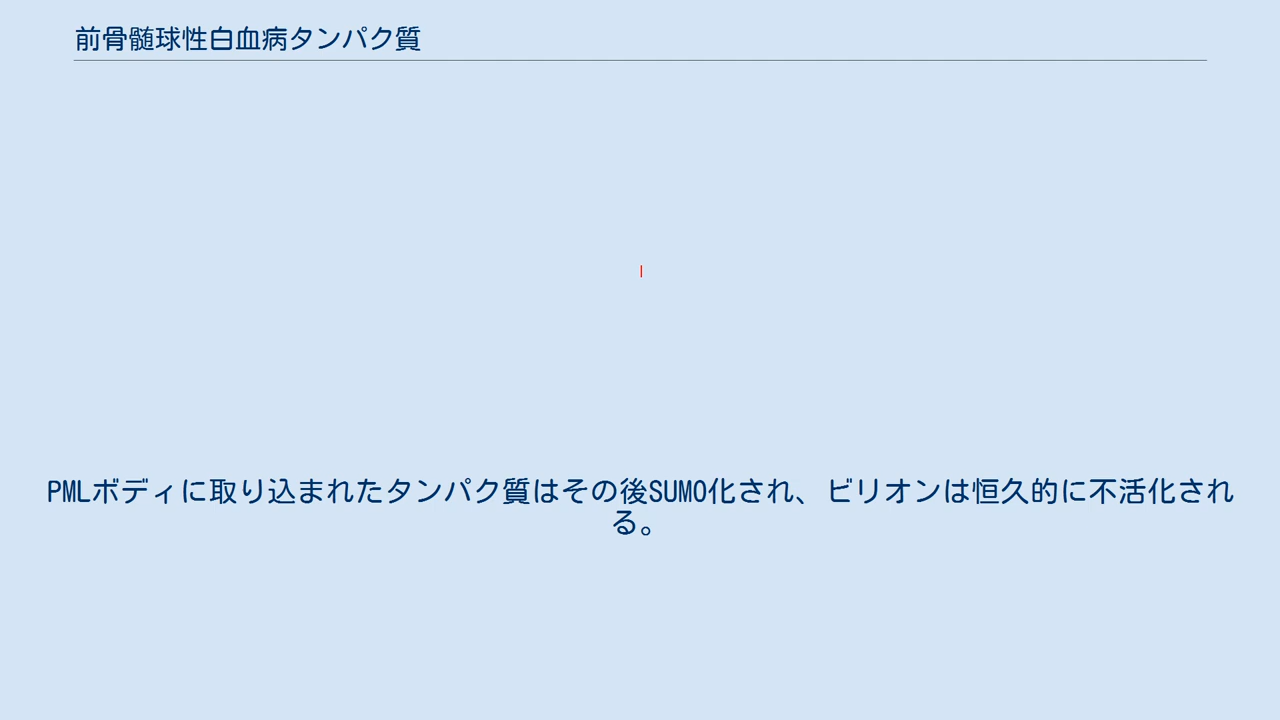 前骨髄球性白血病タンパク質
PMLボディに取り込まれたタンパク質はその後SUMO化され、ビリオンは恒久的に不活化され
る。